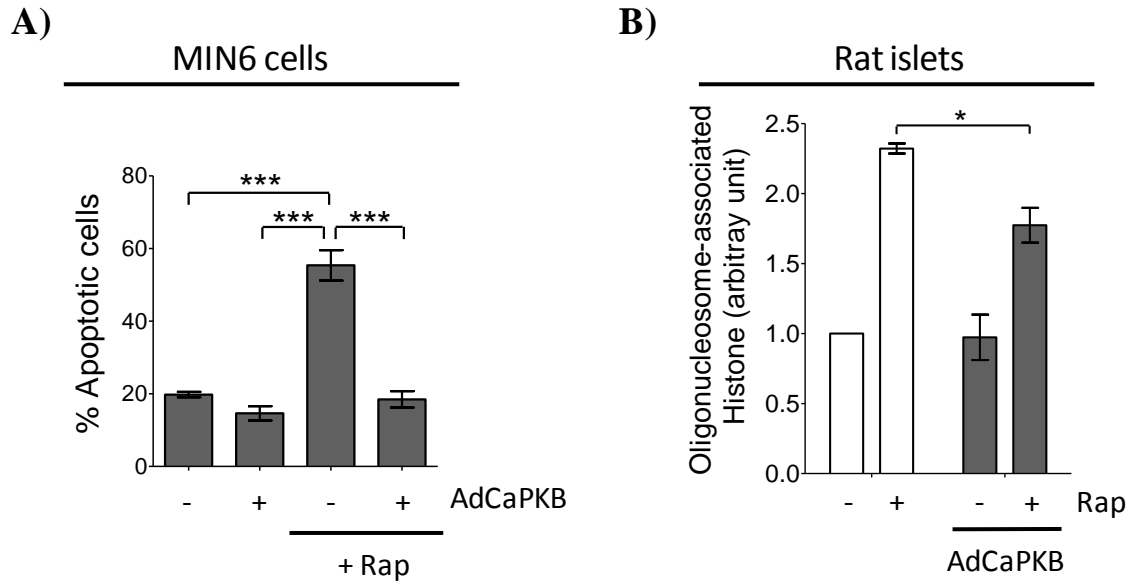 A)
MIN6 cells
% Apoptotic cells
80
60
40
20
0
***
*** ***
- + - + AdCaPKB
+ Rap
B)
Rat islets
Oligonucleosome-associated
Histone (arbitray unit)
2.5
2.0
1.5
1.0
0.5
0.0
*
- + - + Rap
AdCaPKB